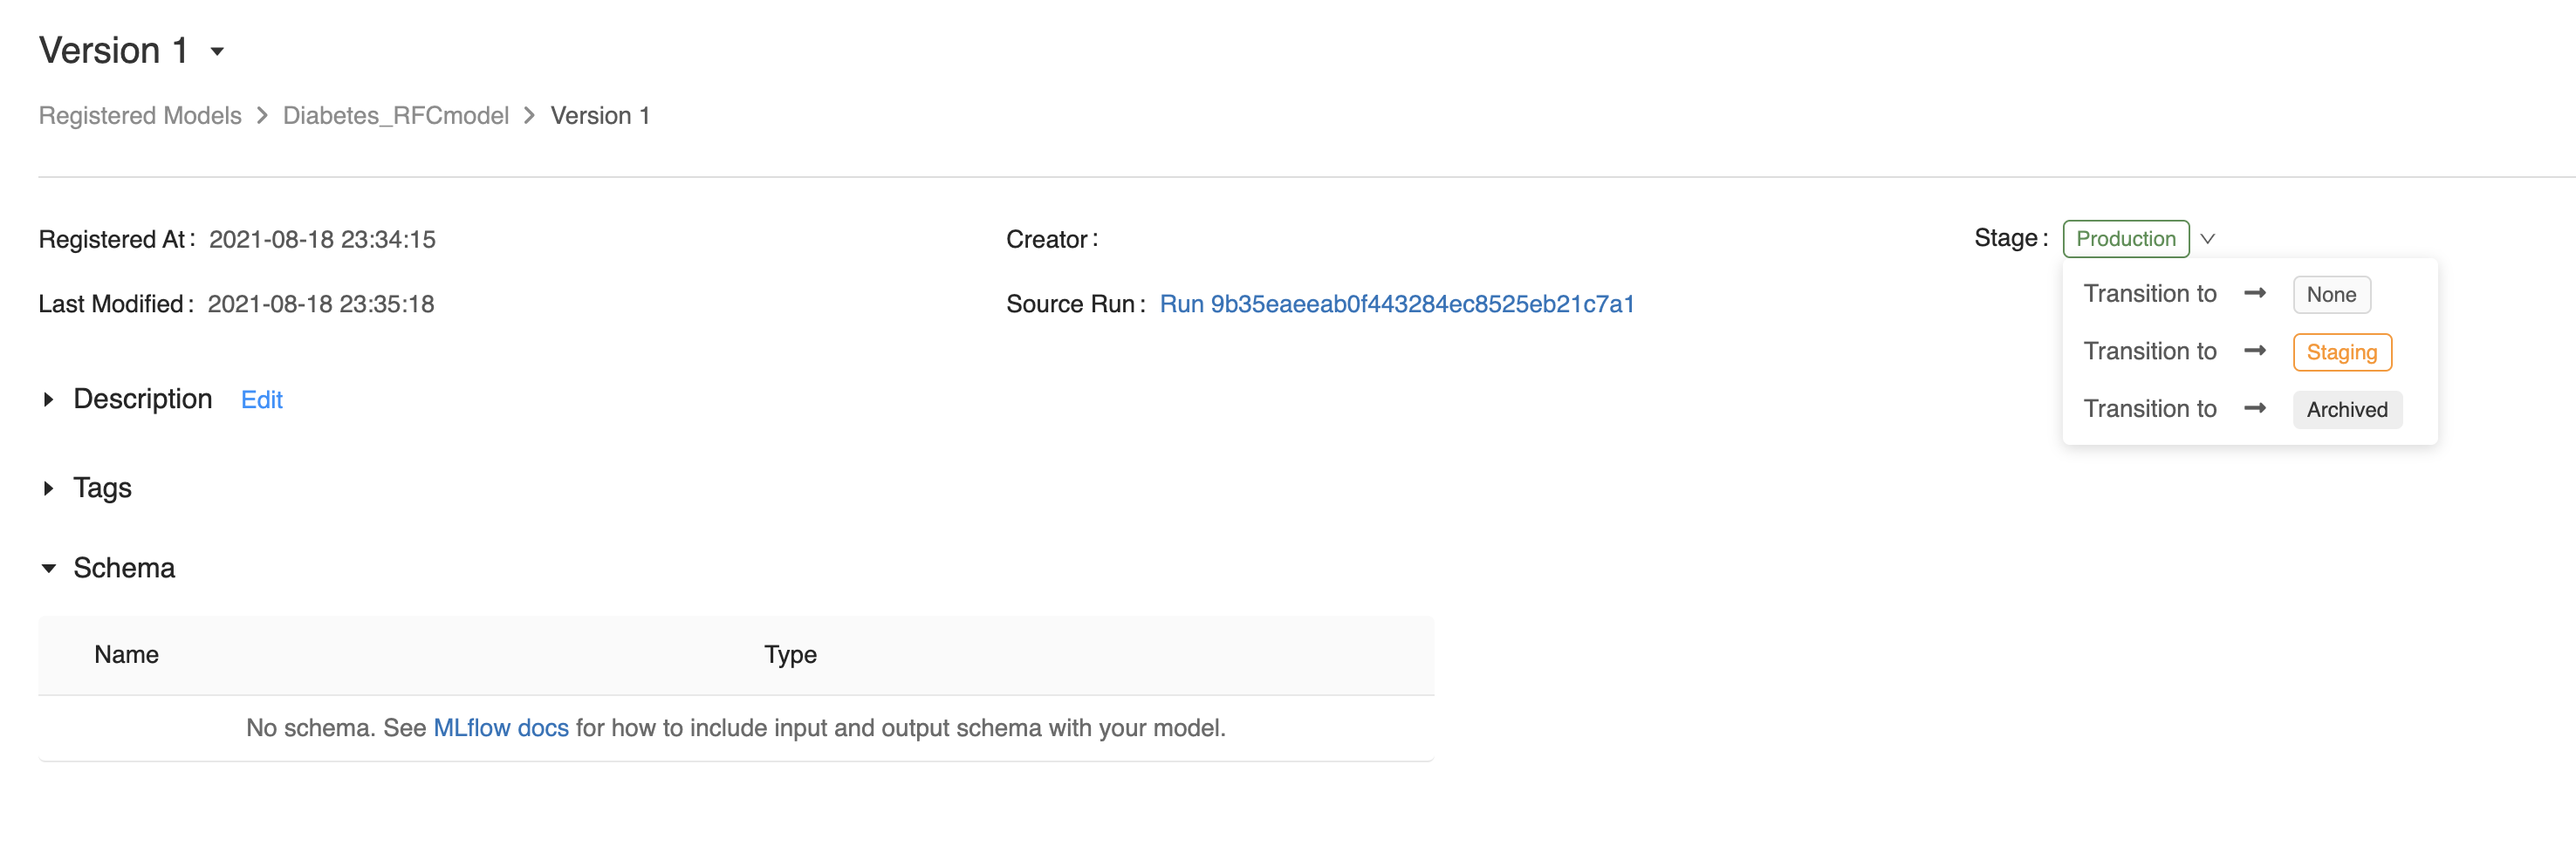 Version 1
Registered Models > Diabetes_RFCmodel > Version 1
Registered At: 2021-08-18 23:34:15
Creator:
Stage: Production
Last Modified: 2021-08-18 23:35:18
Source Run: Run 9b35eaeeab0f443284ec8525eb21c7a1
Transition to → None
Transition to → Staging
Transition to → Archived
Description Edit
Tags
Schema
Name Type
No schema. See MLflow docs for how to include input and output schema with your model.